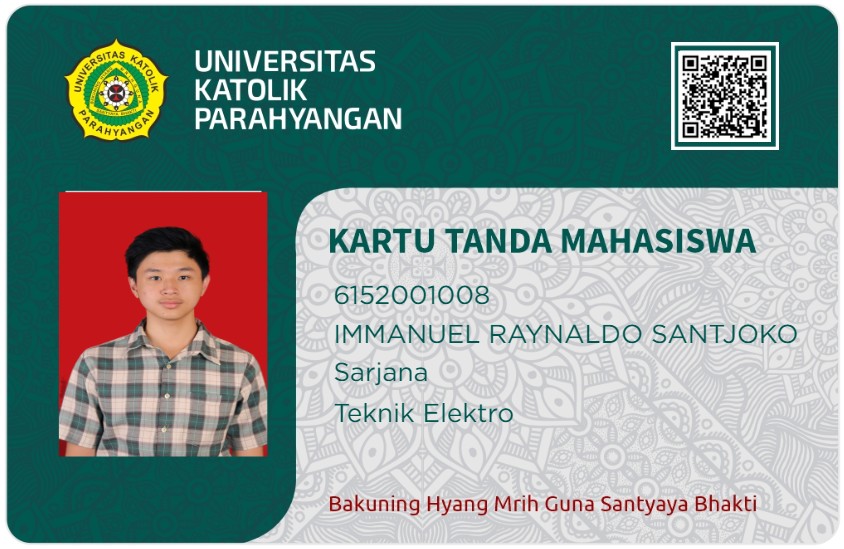 UNIVERSITAS KATOLIK
PARAHYANGAN
UNIVERSITAS
KATOLIK
PARAHYANGAN
KARTU TANDA MAHASISWA
6152001008
IMMANUEL RAYNALDO SANTJOKO
Sarjana
Teknik Elektro
Bakuning Hyang Mrih Guna Santyaya Bhakti